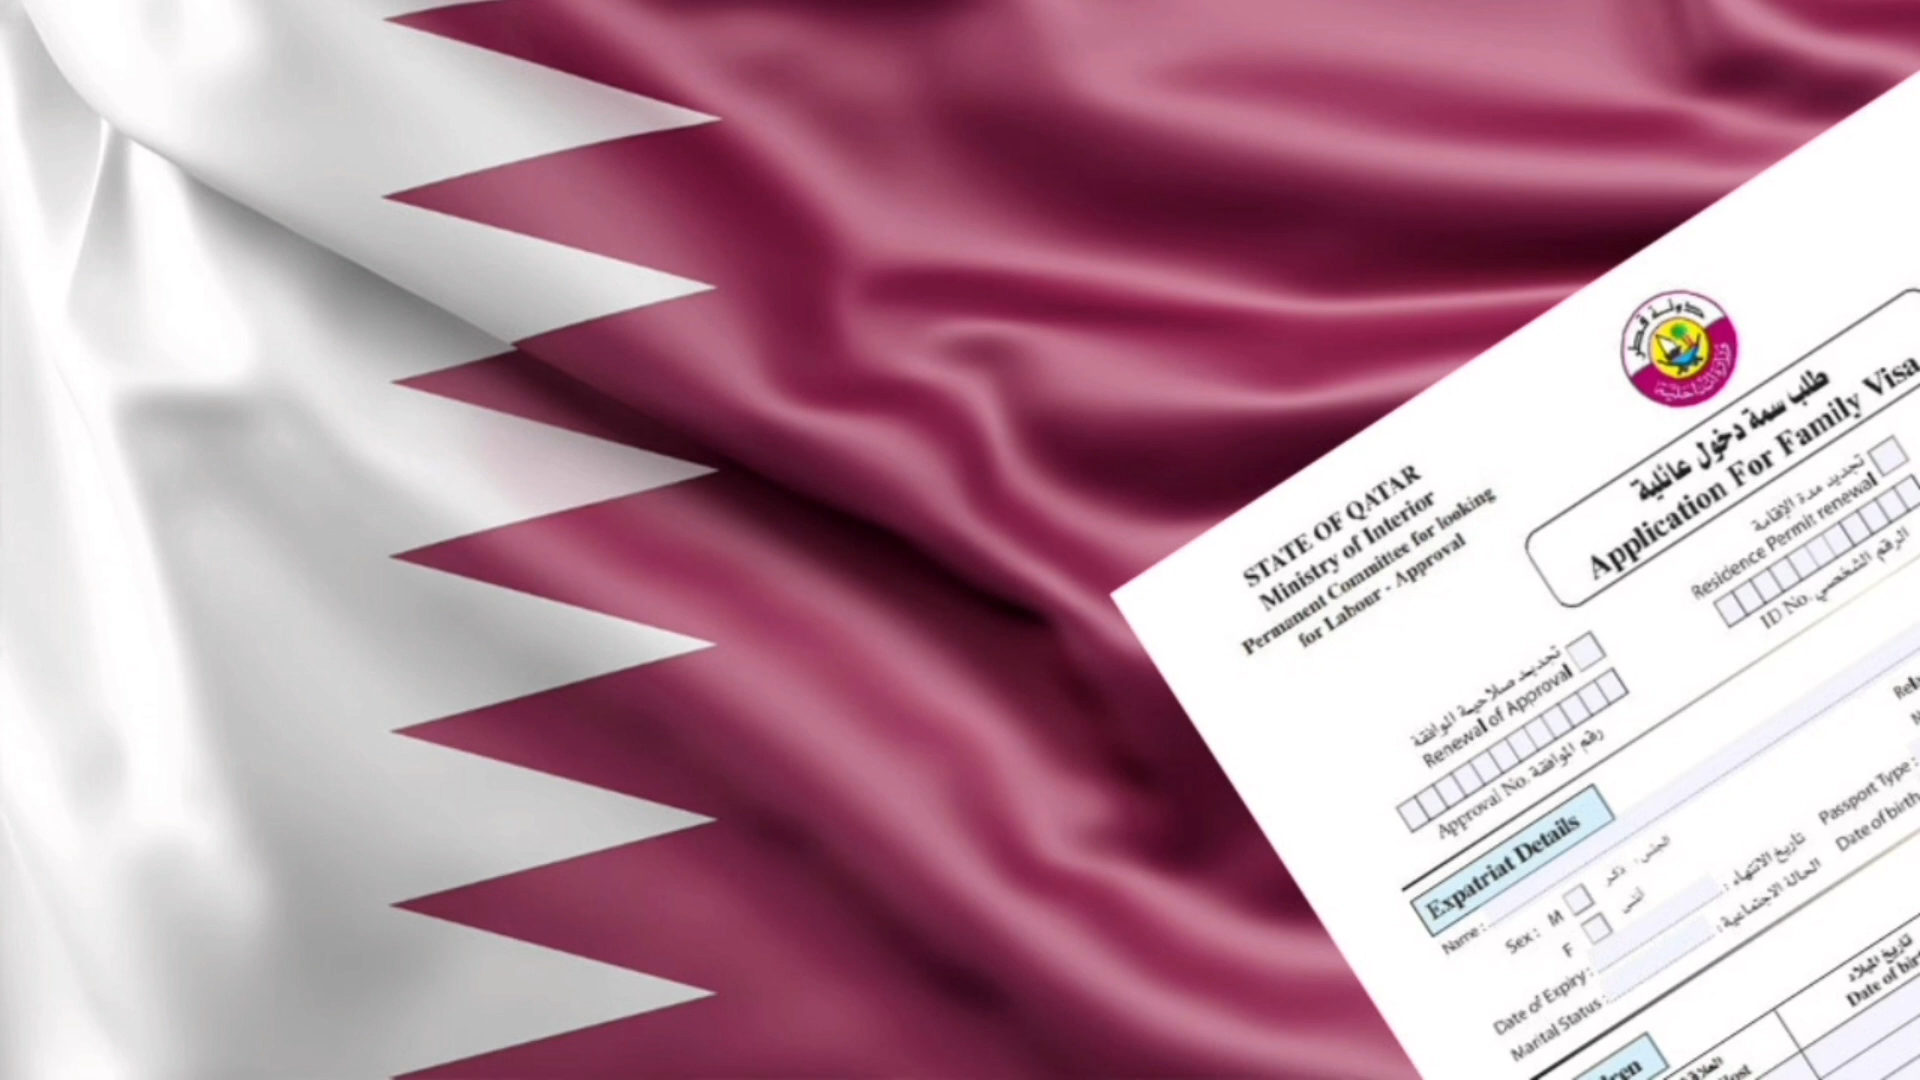 دولة قطر
وزارة الداخلية
STATE OF QATAR
Ministry of Interior
Permanent Committee for looking
for Labour - Approval
طلب سمة دخول عائلية
Application For Family Visa
تجديد مدة الإقامة
Residence Permit renewal
ID No. الرقم الشخصي
تجديد صلاحية الموافقة
Renewal of Approval
Approval No. رقم الموافقة
Expatriat Details
Name :
Sex : M الجنس : ذكر
F أنثى
Passport Type :
Date of birth
Date of Expiry : تاريخ الانتهاء :
Marital Status : الحالة الاجتماعية :
تاريخ الميلاد